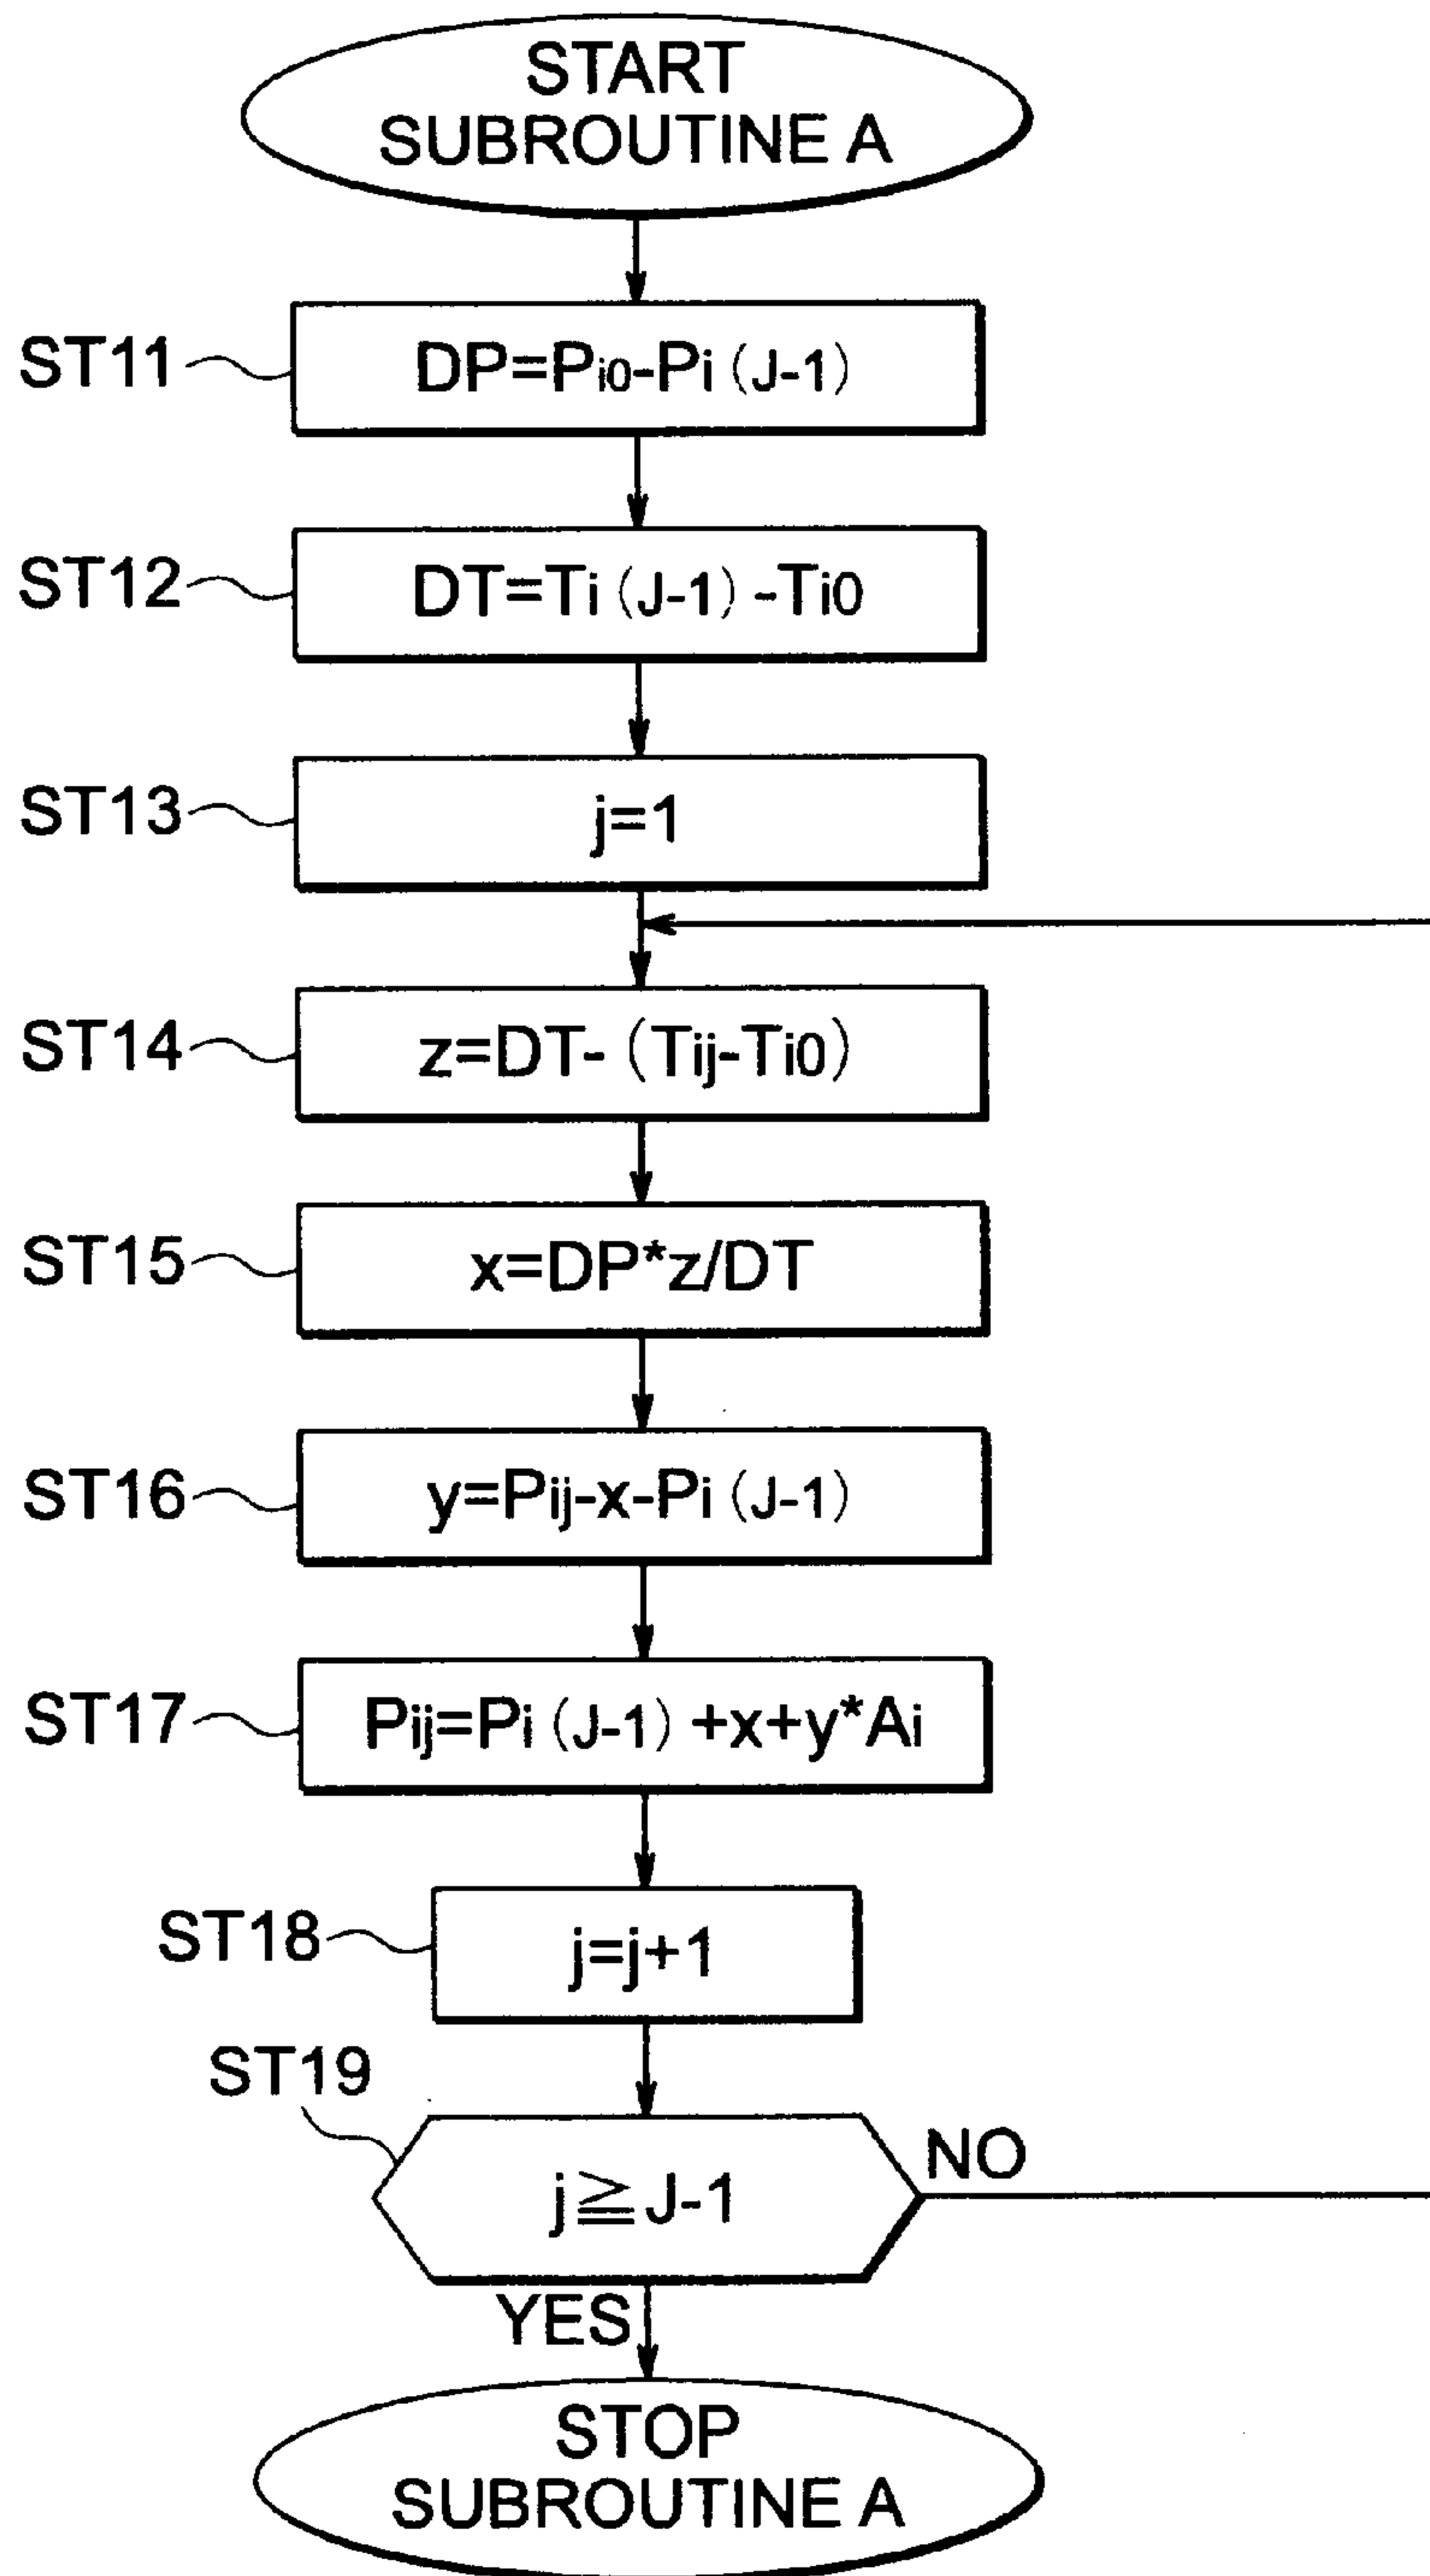 START
SUBROUTINE A
ST11
DP=Pi0-Pi (J-1)
ST12
DT=Ti (J-1) -Ti0
ST13
j=1
ST14
z=DT- (Tij-Ti0)
ST15
x=DP*z/DT
ST16
y=Pij-x-Pi (J-1)
ST17
Pij=Pi (J-1) +x+y*Ai
ST18
j=j+1
ST19
j≧J-1
NO
YES
STOP
SUBROUTINE A